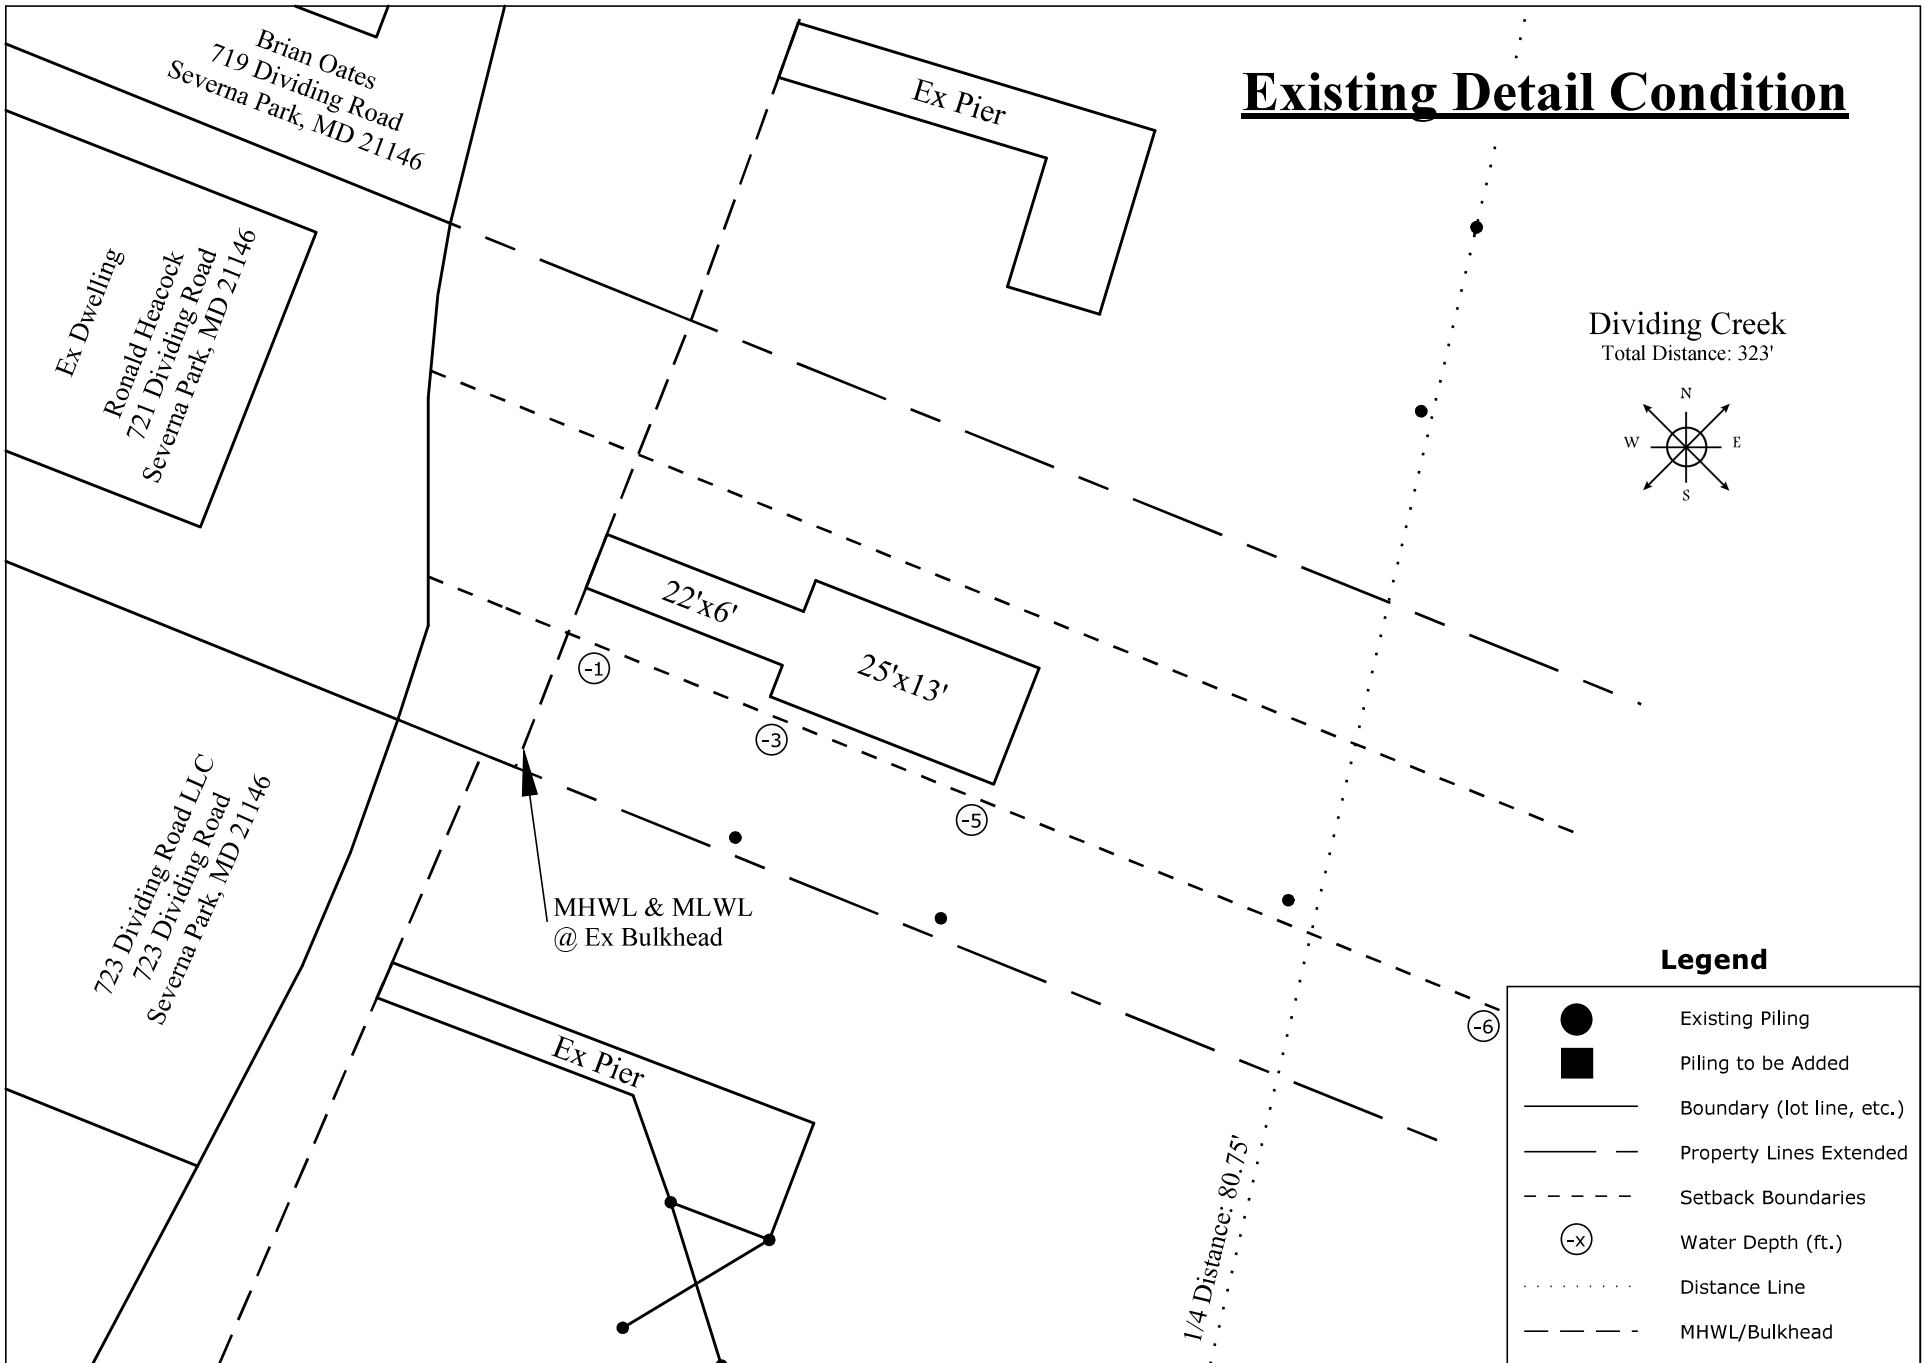 Existing Detail Condition
Brian Oates
719 Dividing Road
Severna Park, MD 21146
Ex Pier
Ex Dwelling
Ronald Heacock
721 Dividing Road
Severna Park, MD 21146
Dividing Creek
Total Distance: 323'
N
W
E
S
22'x6'
25'x13'
-1
-3
-5
-6
723 Dividing Road LLC
723 Dividing Road
Severna Park, MD 21146
MHWL & MLWL
@ Ex Bulkhead
Ex Pier
1/4 Distance: 80.75'
Legend
Existing Piling
Piling to be Added
Boundary (lot line, etc.)
Property Lines Extended
Setback Boundaries
-x
Water Depth (ft.)
Distance Line
MHWL/Bulkhead